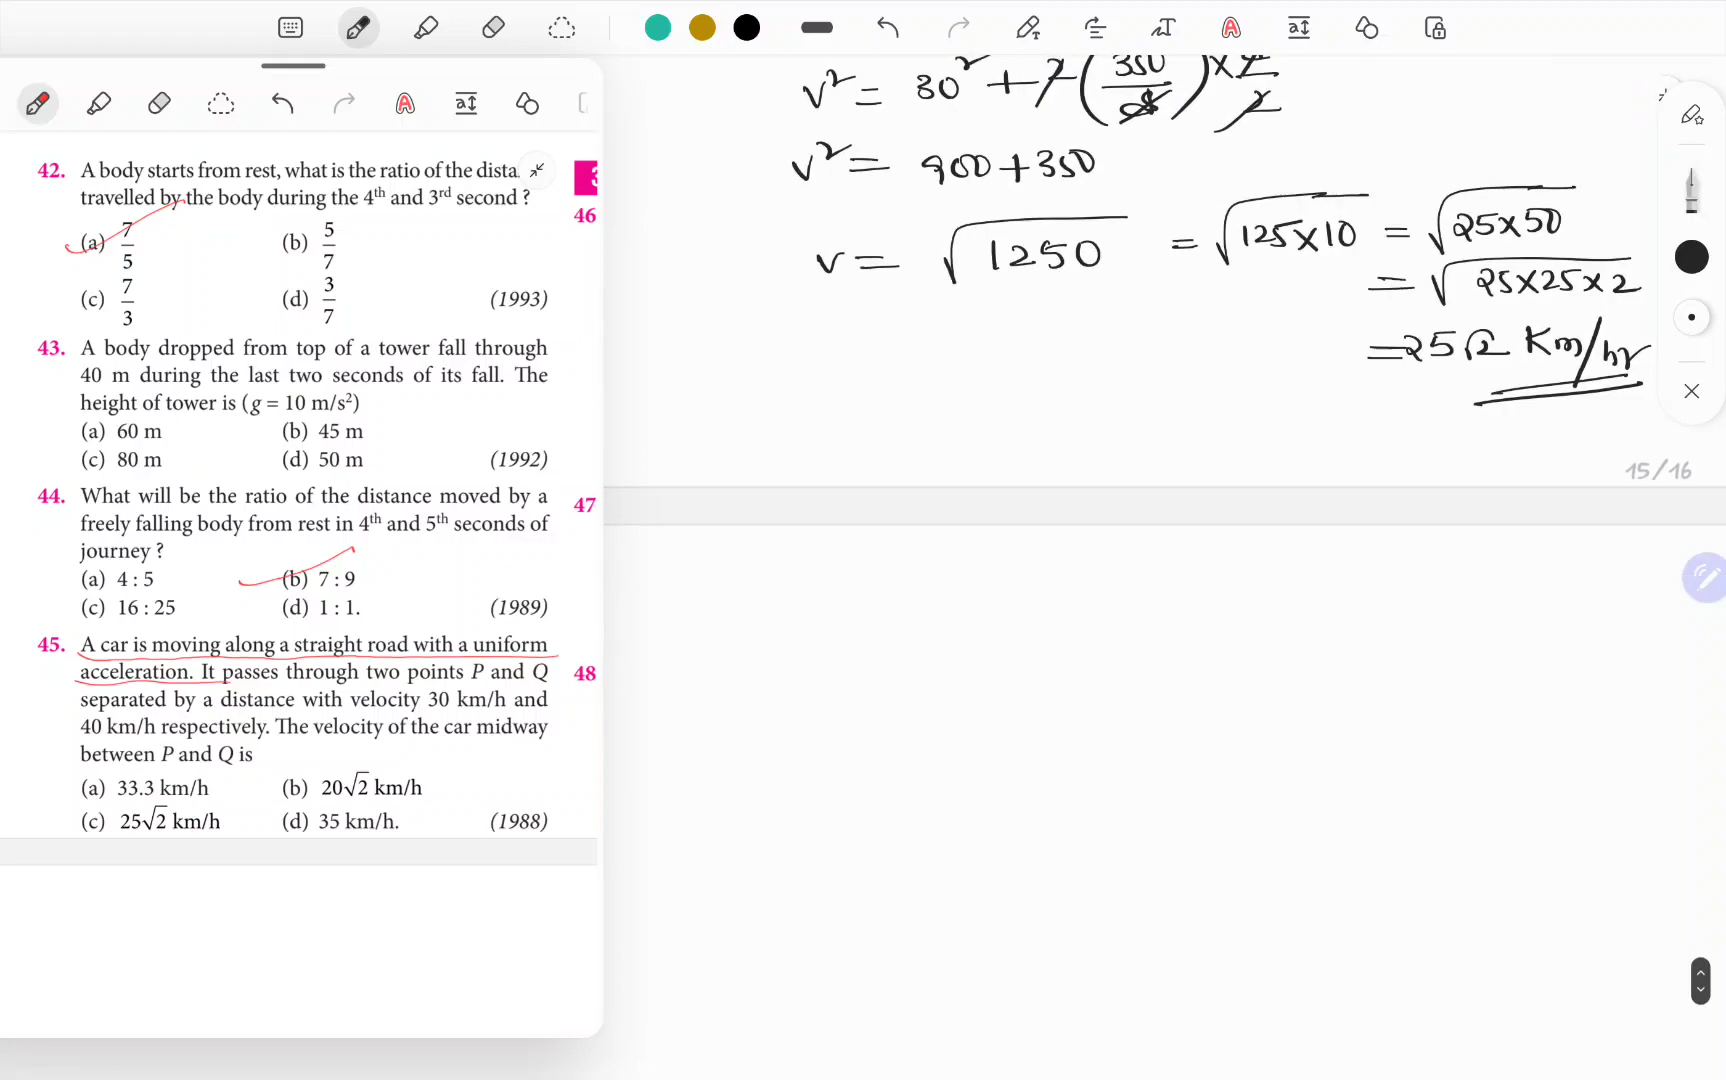 42. A body starts from rest, what is the ratio of the dista
travelled by the body during the 4th and 3rd second ?
(a) 7/5 (b) 5/7
(c) 7/3 (d) 3/7 (1993)
43. A body dropped from top of a tower fall through
40 m during the last two seconds of its fall. The
height of tower is (g = 10 m/s²)
(a) 60 m (b) 45 m
(c) 80 m (d) 50 m (1992)
44. What will be the ratio of the distance moved by a
freely falling body from rest in 4th and 5th seconds of
journey ?
(a) 4 : 5 (b) 7 : 9
(c) 16 : 25 (d) 1 : 1. (1989)
45. A car is moving along a straight road with a uniform
acceleration. It passes through two points P and Q
separated by a distance with velocity 30 km/h and
40 km/h respectively. The velocity of the car midway
between P and Q is
(a) 33.3 km/h (b) 20√2 km/h
(c) 25√2 km/h (d) 35 km/h. (1988)
46
47
48
v² = 30² +
v² = 900 + 350
v = √1250 = √125×10 = √25×50
= √25×25×2
= 25√2 Km/hr
15/16